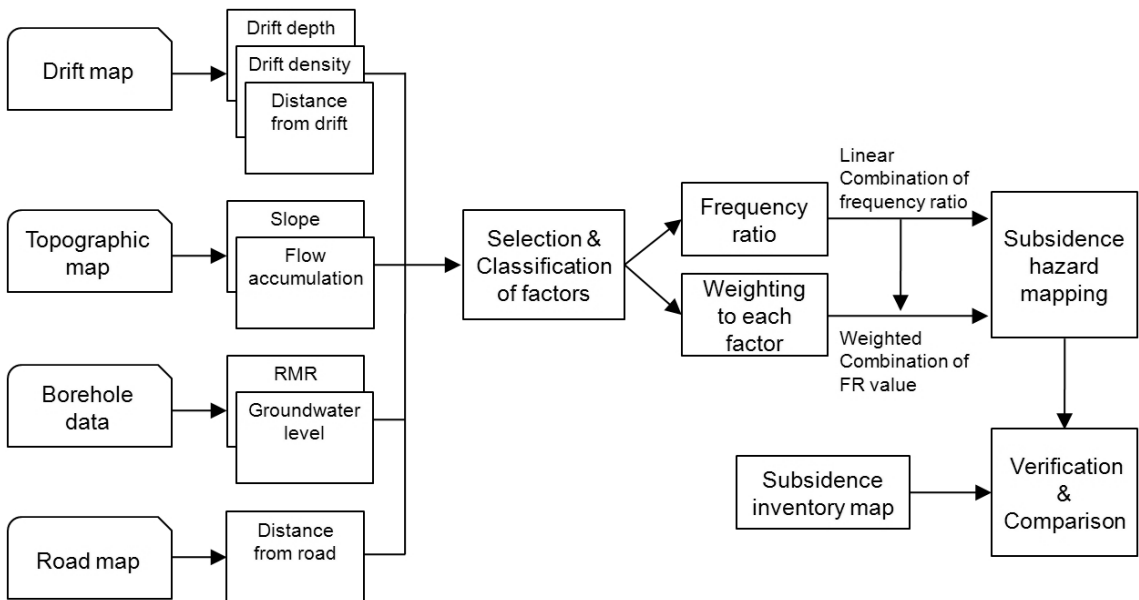 Drift map
Drift depth
Drift density
Distance
from drift
Topographic
map
Slope
Flow
accumulation
Borehole
data
RMR
Groundwater
level
Road map
Distance
from road
Selection &
Classification
of factors
Frequency
ratio
Weighting
to each
factor
Linear
Combination of
frequency ratio
Weighted
Combination of
FR value
Subsidence
hazard
mapping
Subsidence
inventory map
Verification
&
Comparison